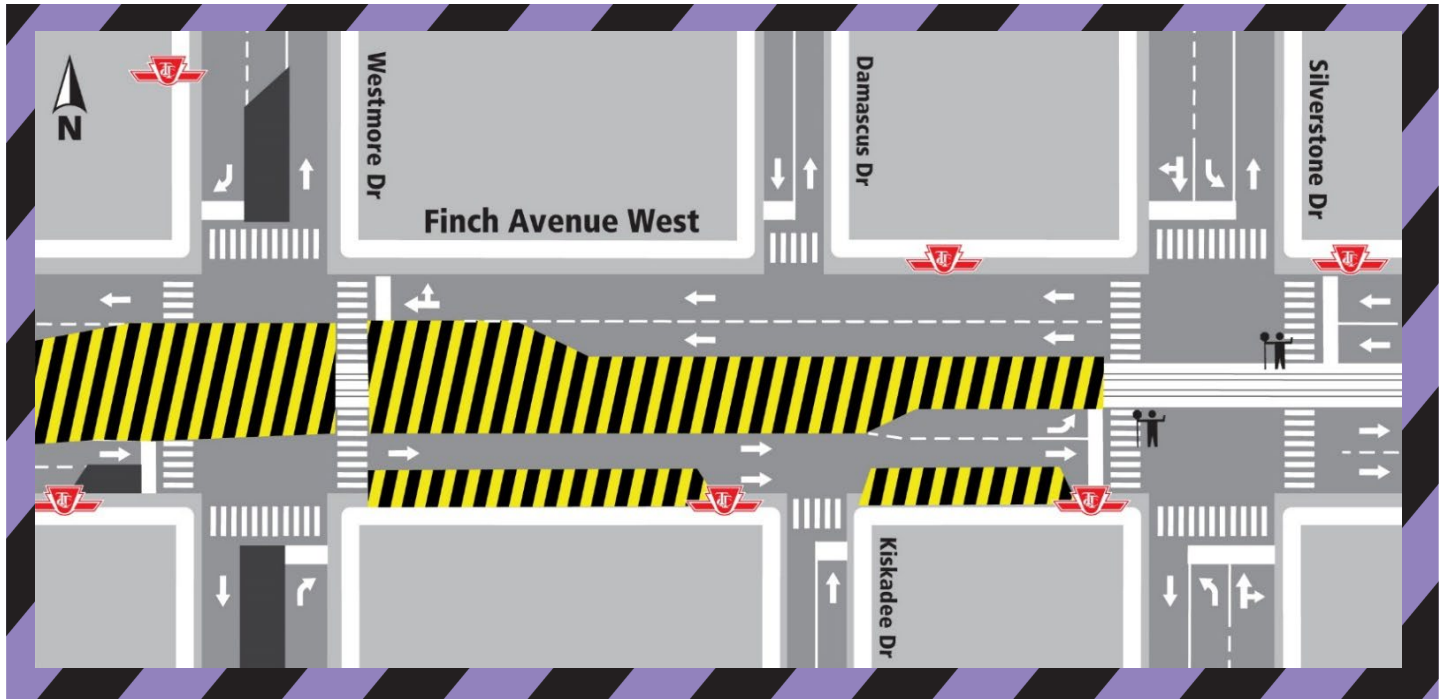 N
Westmore Dr
Damascus Dr
Silverstone Dr
Finch Avenue West
Kiskadee Dr